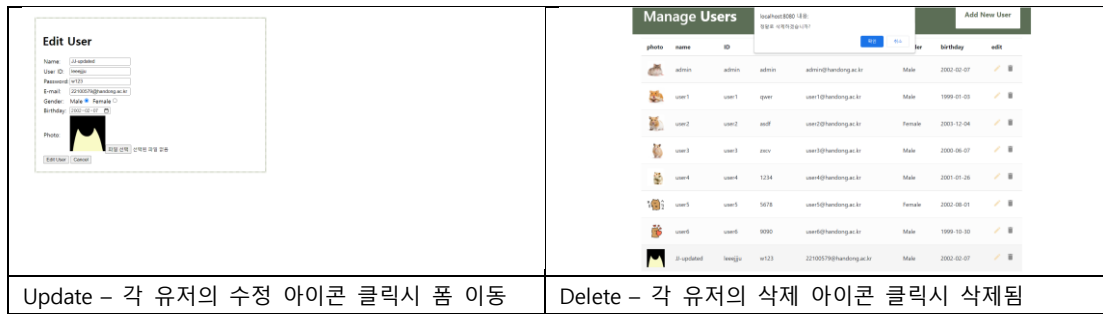 Edit User
Name: JJ-updated
User ID: leeejju
Password: w123
E-mail: 22100579@handong.ac.kr
Gender: Male Female
Birthday: 2002-02-07
Photo:
파일 선택 선택된 파일 없음
Edit User Cancel
Update – 각 유저의 수정 아이콘 클릭시 폼 이동
Manage Users
Add New User
localhost:8080 내용:
정말로 삭제하겠습니까?
확인 취소
photo name ID birthday edit
admin admin admin admin@handong.ac.kr Male 2002-02-07
user1 user1 qwer user1@handong.ac.kr Male 1999-01-03
user2 user2 asdf user2@handong.ac.kr Female 2003-12-04
user3 user3 zxcv user3@handong.ac.kr Male 2000-06-07
user4 user4 1234 user4@handong.ac.kr Male 2001-01-26
user5 user5 5678 user5@handong.ac.kr Female 2002-08-01
user6 user6 9090 user6@handong.ac.kr Male 1999-10-30
JJ-updated leeejju w123 22100579@handong.ac.kr Male 2002-02-07
Delete – 각 유저의 삭제 아이콘 클릭시 삭제됨